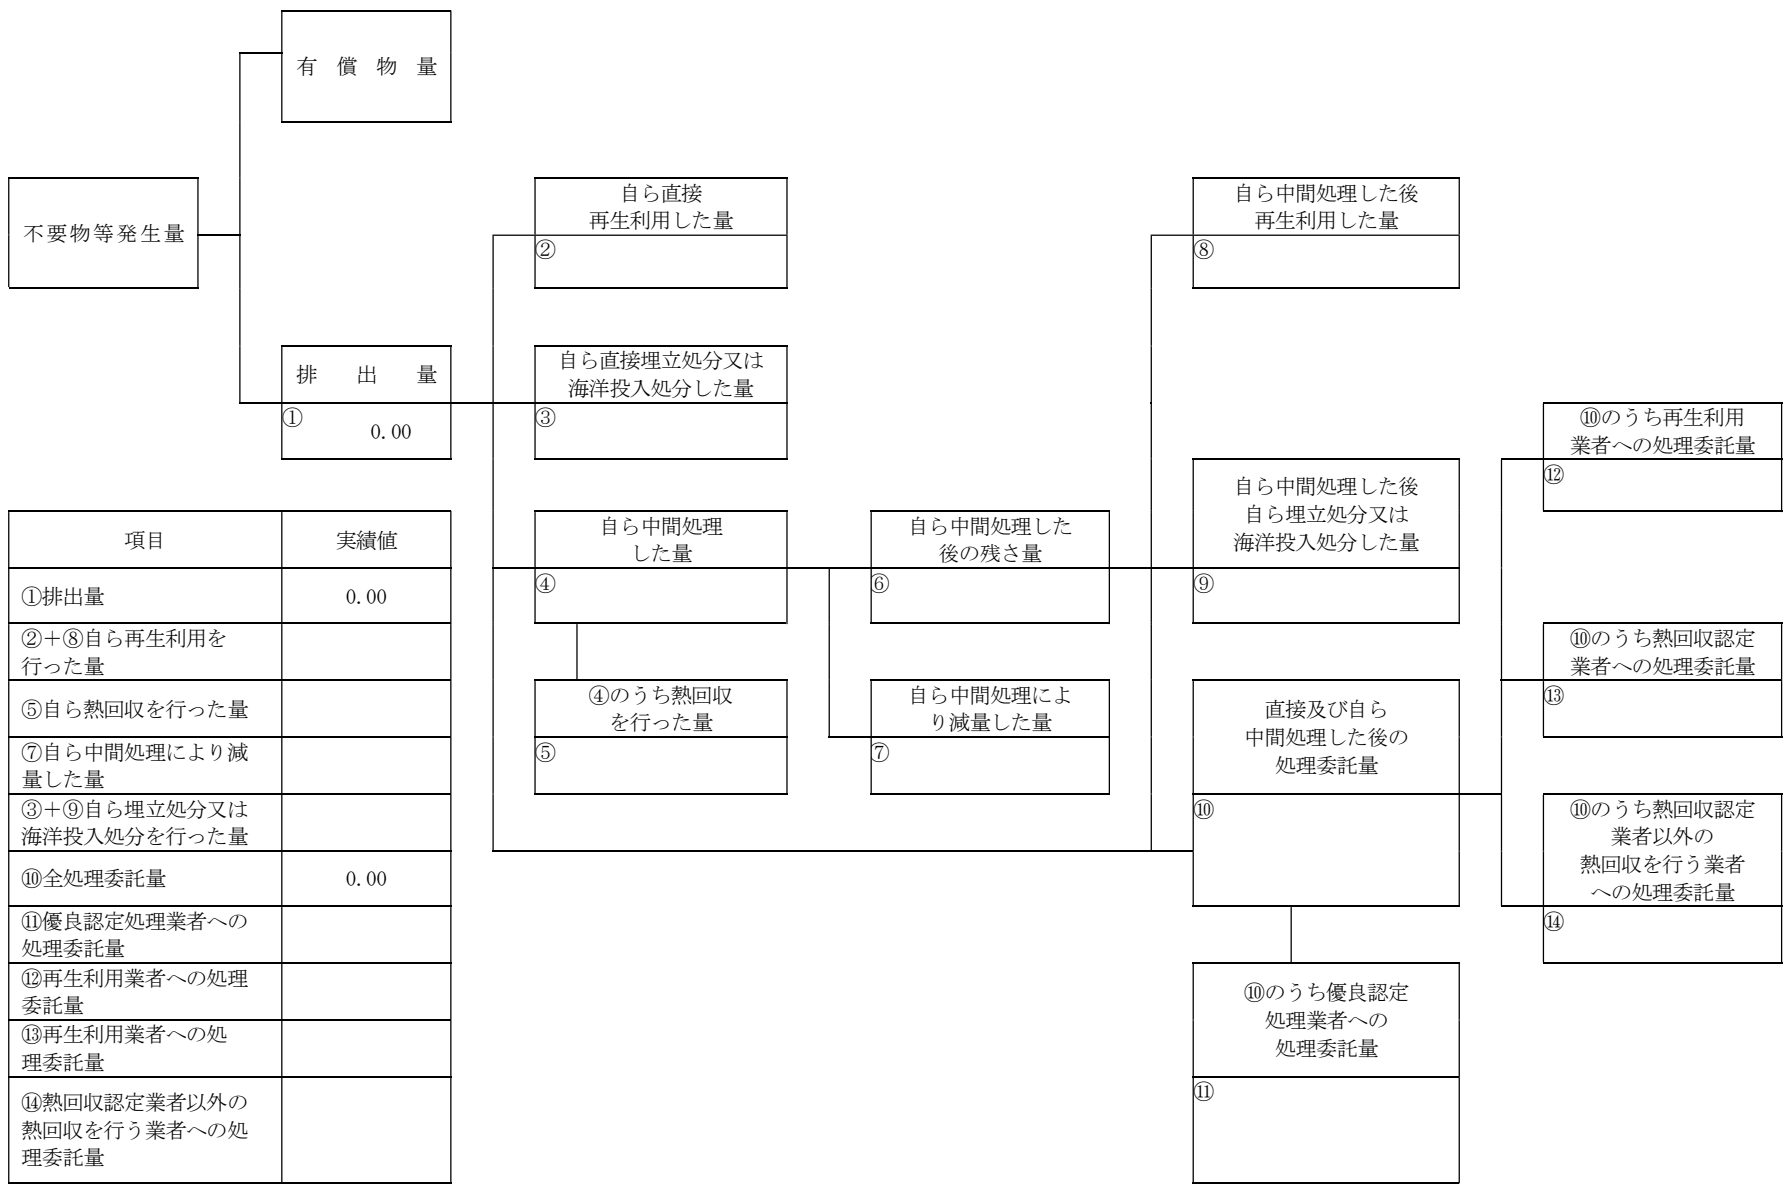 有 償 物 量
不要物等発生量
自ら直接
再生利用した量
②
自ら中間処理した後
再生利用した量
⑧
排 出 量
① 0.00
自ら直接埋立処分又は
海洋投入処分した量
③
⑩のうち再生利用
業者への処理委託量
⑫
自ら中間処理した後
自ら埋立処分又は
海洋投入処分した量
⑨
自ら中間処理
した量
④
自ら中間処理した
後の残さ量
⑥
⑩のうち熱回収認定
業者への処理委託量
⑬
④のうち熱回収
を行った量
⑤
自ら中間処理によ
り減量した量
⑦
直接及び自ら
中間処理した後の
処理委託量
⑩
⑩のうち熱回収認定
業者以外の
熱回収を行う業者
への処理委託量
⑭
⑩のうち優良認定
処理業者への
処理委託量
⑪
項目 実績値
①排出量 0.00
②＋⑧自ら再生利用を
行った量
⑤自ら熱回収を行った量
⑦自ら中間処理により減
量した量
③＋⑨自ら埋立処分又は
海洋投入処分を行った量
⑩全処理委託量 0.00
⑪優良認定処理業者への
処理委託量
⑫再生利用業者への処理
委託量
⑬再生利用業者への処
理委託量
⑭熱回収認定業者以外の
熱回収を行う業者への処
理委託量